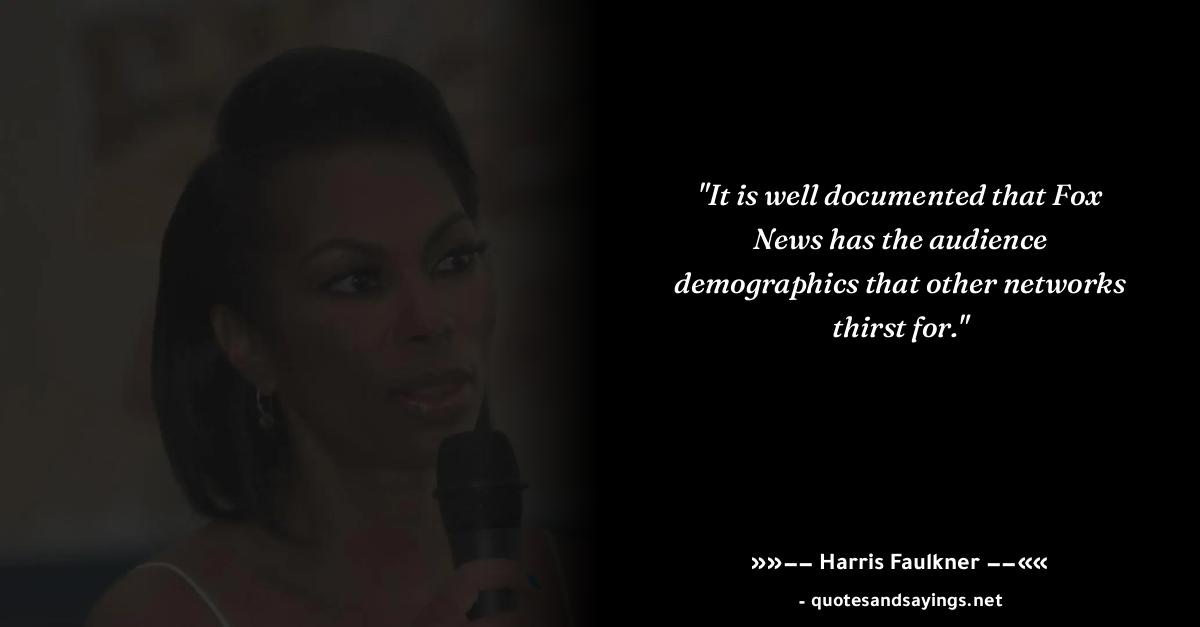 "It is well documented that Fox
News has the audience
demographics that other networks
thirst for."
»»-- Harris Faulkner --««
- quotesandsayings.net